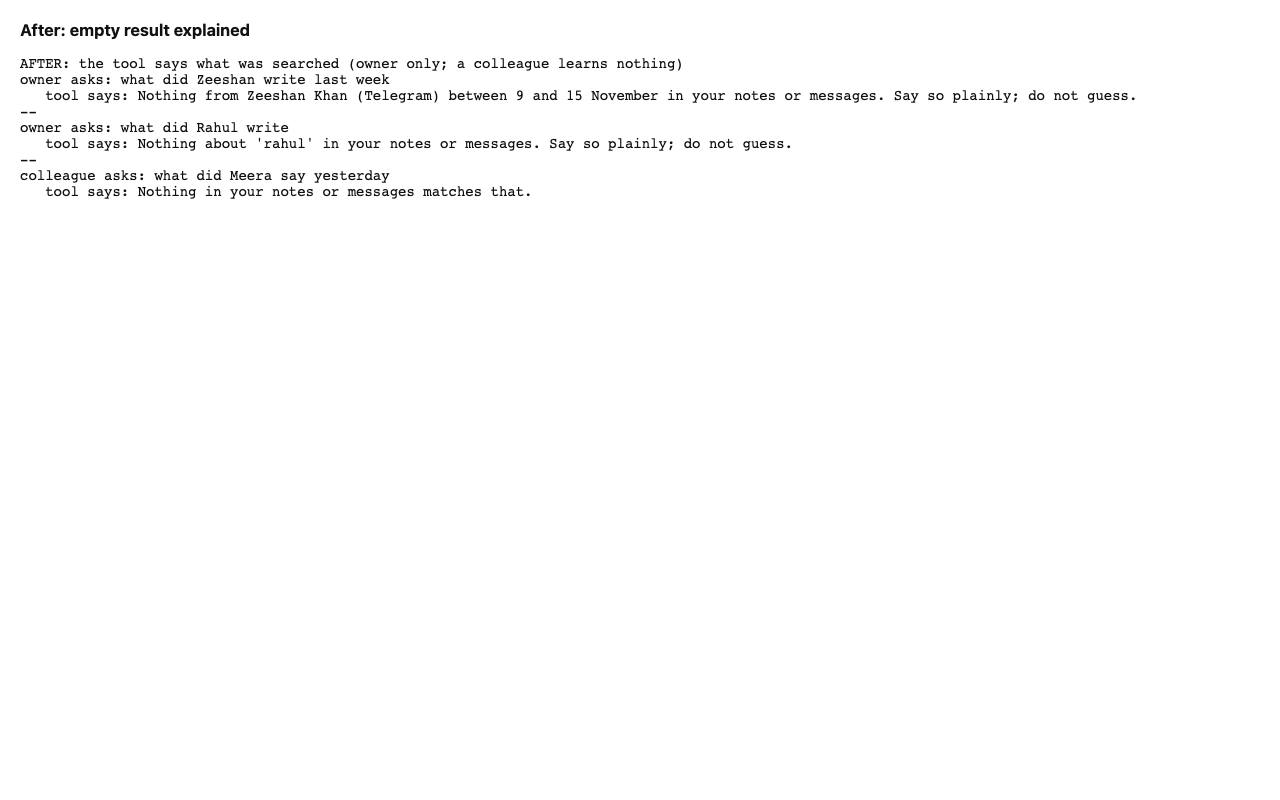 After: empty result explained
AFTER: the tool says what was searched (owner only; a colleague learns nothing)
owner asks: what did Zeeshan write last week
   tool says: Nothing from Zeeshan Khan (Telegram) between 9 and 15 November in your notes or messages. Say so plainly; do not guess.
--
owner asks: what did Rahul write
   tool says: Nothing about 'rahul' in your notes or messages. Say so plainly; do not guess.
--
colleague asks: what did Meera say yesterday
   tool says: Nothing in your notes or messages matches that.